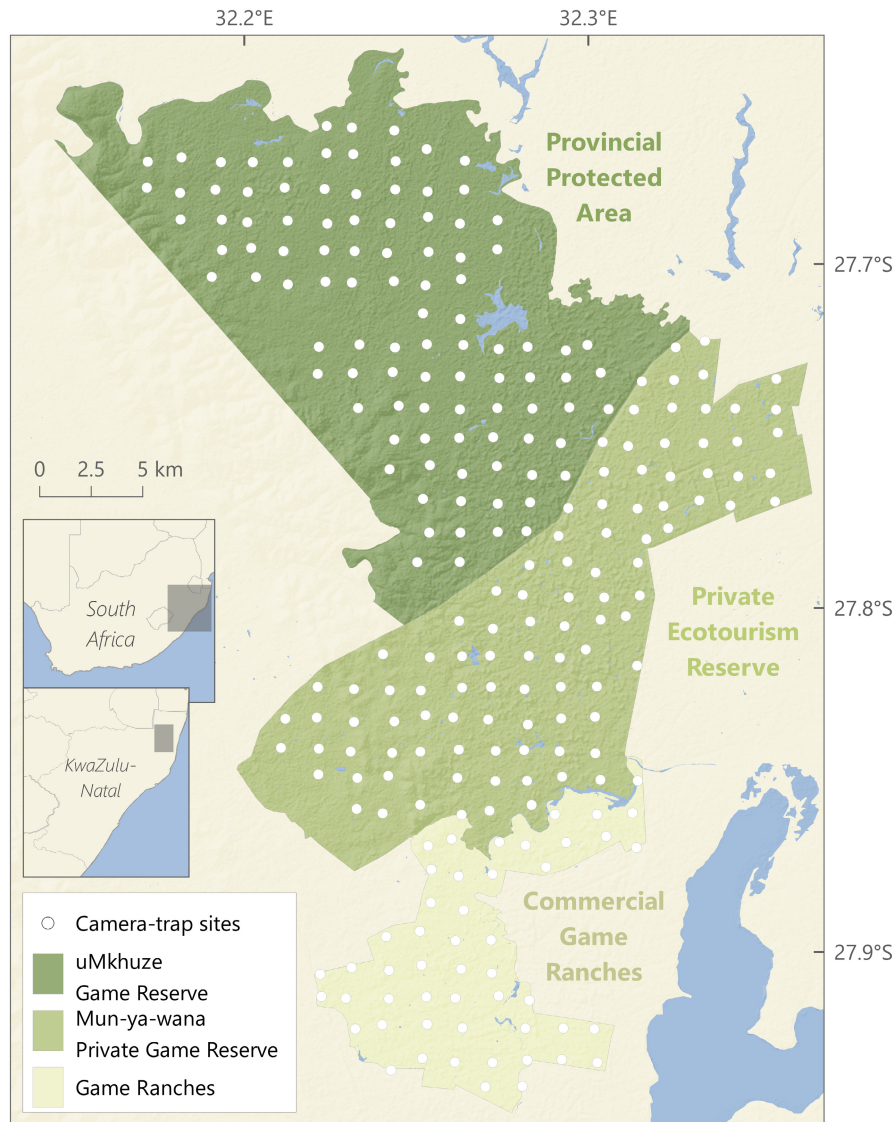 32.2°E
32.3°E
Provincial
Protected
Area
27.7°S
0 2.5 5 km
South
Africa
27.8°S
Private
Ecotourism
Reserve
KwaZulu-
Natal
Commercial
Game
Ranches
Camera-trap sites
27.9°S
uMkhuze
Game Reserve
Mun-ya-wana
Private Game Reserve
Game Ranches